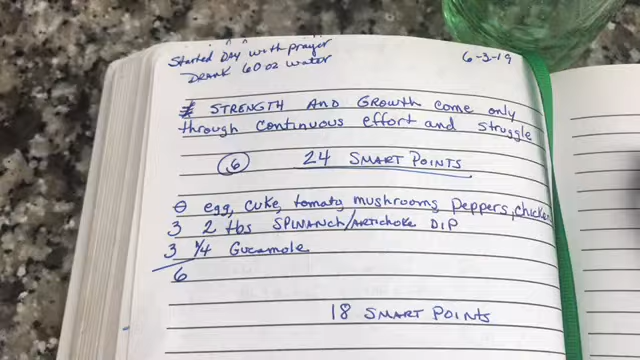 Started Day with prayer
Drank 60 oz water
6-3-19
STRENGTH AND GROWTH COME ONLY
through continuous effort and struggle
.6 24 SMART POINTS
0 egg, cuke, tomato, mushrooms, peppers, chicken
3 2 tbs SPINANCH/ARTICHOKE DIP
3 1/4 Gucamole
6
18 SMART POINTS